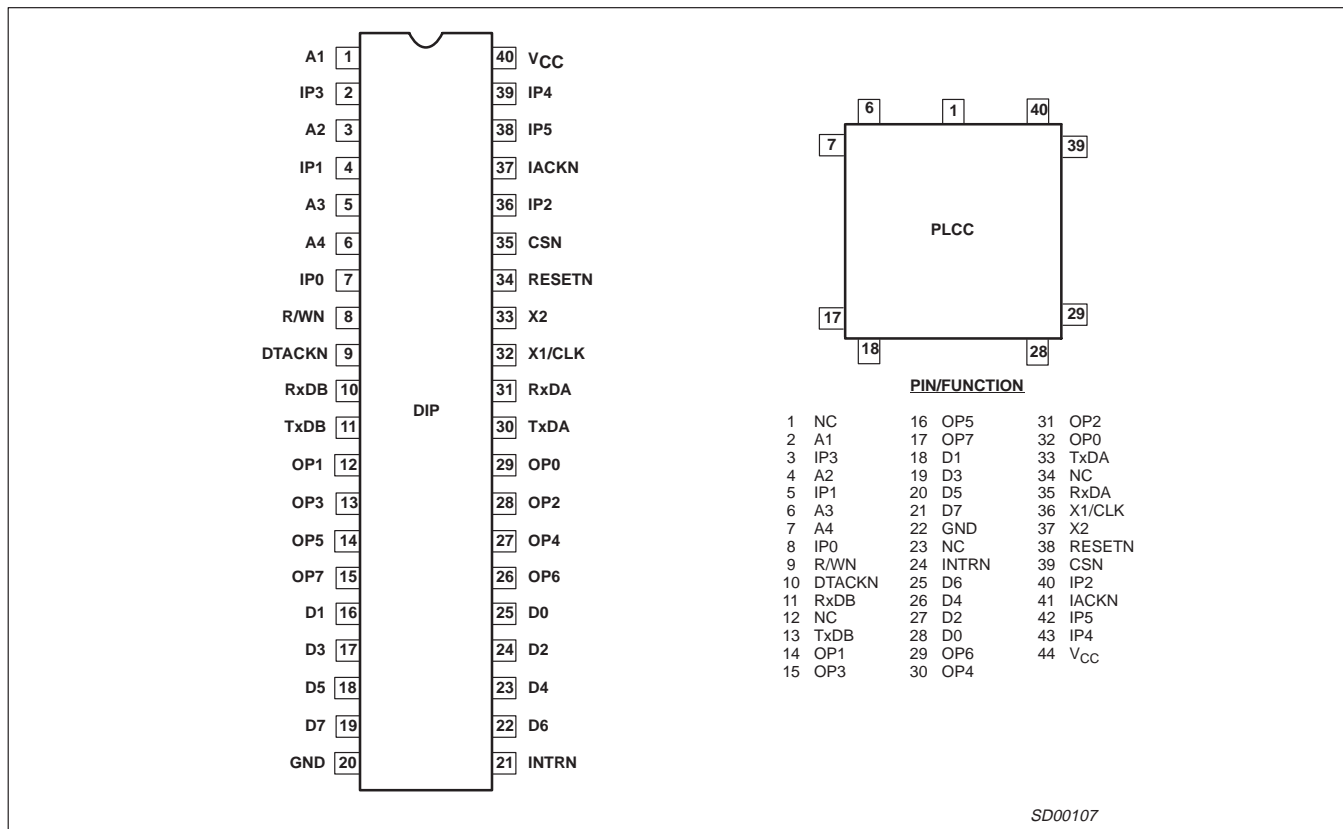 A1 1 40 VCC
IP3 2 39 IP4
A2 3 38 IP5
IP1 4 37 IACKN
A3 5 36 IP2
A4 6 35 CSN
IP0 7 34 RESETN
R/WN 8 33 X2
DTACKN 9 32 X1/CLK
RxDB 10 31 RxDA
TxDB 11 30 TxDA
DIP
OP1 12 29 OP0
OP3 13 28 OP2
OP5 14 27 OP4
OP7 15 26 OP6
D1 16 25 D0
D3 17 24 D2
D5 18 23 D4
D7 19 22 D6
GND 20 21 INTRN
6 1 40
7 39
PLCC
17 29
18 28
PIN/FUNCTION
1 NC 16 OP5 31 OP2
2 A1 17 OP7 32 OP0
3 IP3 18 D1 33 TxDA
4 A2 19 D3 34 NC
5 IP1 20 D5 35 RxDA
6 A3 21 D7 36 X1/CLK
7 A4 22 GND 37 X2
8 IP0 23 NC 38 RESETN
9 R/WN 24 INTRN 39 CSN
10 DTACKN 25 D6 40 IP2
11 RxDB 26 D4 41 IACKN
12 NC 27 D2 42 IP5
13 TxDB 28 D0 43 IP4
14 OP1 29 OP6 44 VCC
15 OP3 30 OP4
SD00107